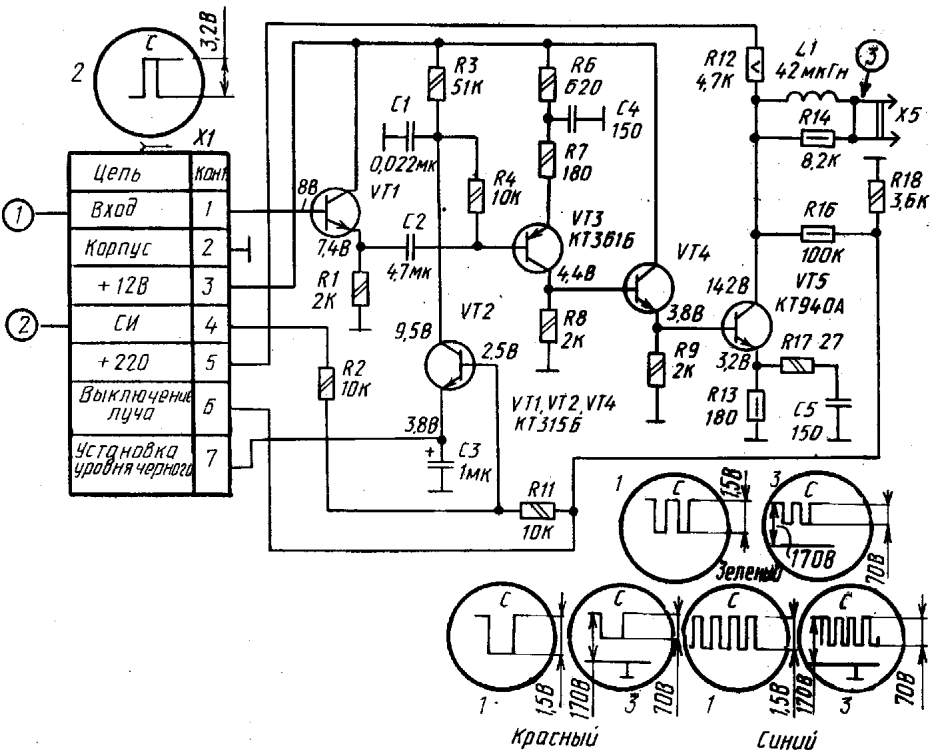 2
С
3,2В
X1
Цепь Конт
1 Вход 1
Корпус 2
+12В 3
2 СИ 4
+220 5
Выключение луча 6
Установка уровня черного 7
8В
VT1
7,4В
R1
2К
R2
10К
C1
0,022мк
C2
4,7мк
R3
51К
R4
10К
9,5В
VT2
2,5В
3,8В
+
C3
1мк
R11
10К
R6
620
C4
150
R7
180
VT3
КТ361Б
4,4В
R8
2К
VT1, VT2, VT4
КТ315Б
VT4
3,8В
R9
2К
R12
4,7К
L1
42мкГн
3
X5
R14
8,2К
R18
3,6К
R16
100К
142В
VT5
КТ940А
3,2В
R17 27
R13
180
C5
150
1
С
1,5В
3
С
170В
70В
Зеленый
С
1,5В
1
С
170В
70В
3
Красный
С
1,5В
1
С
170В
70В
3
Синий